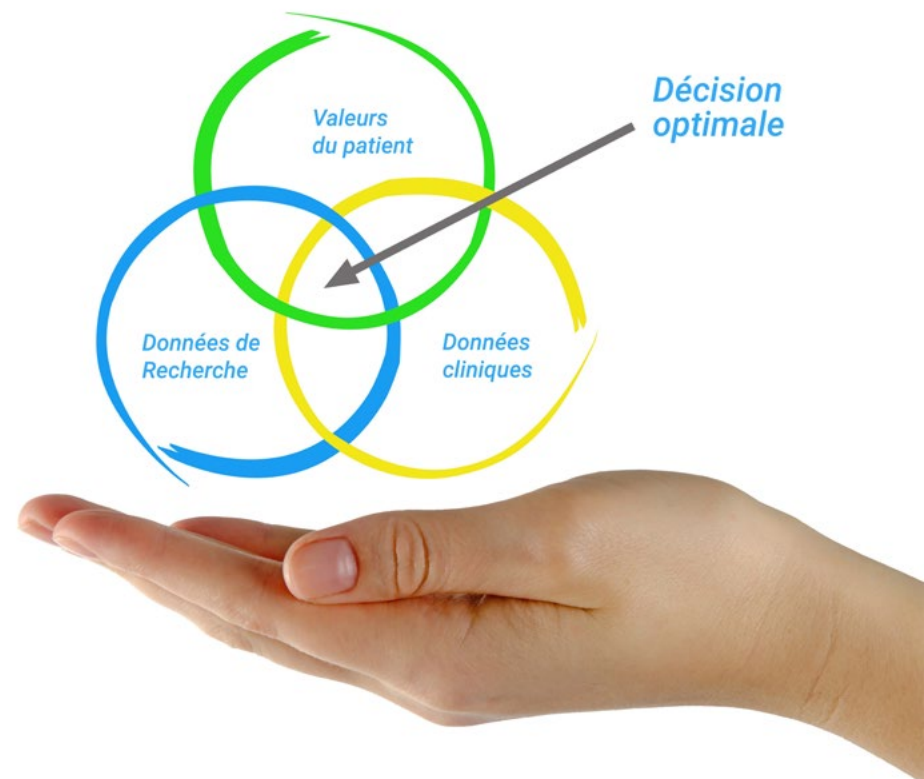 Décision
optimale
Valeurs
du patient
Données de
Recherche
Données
cliniques